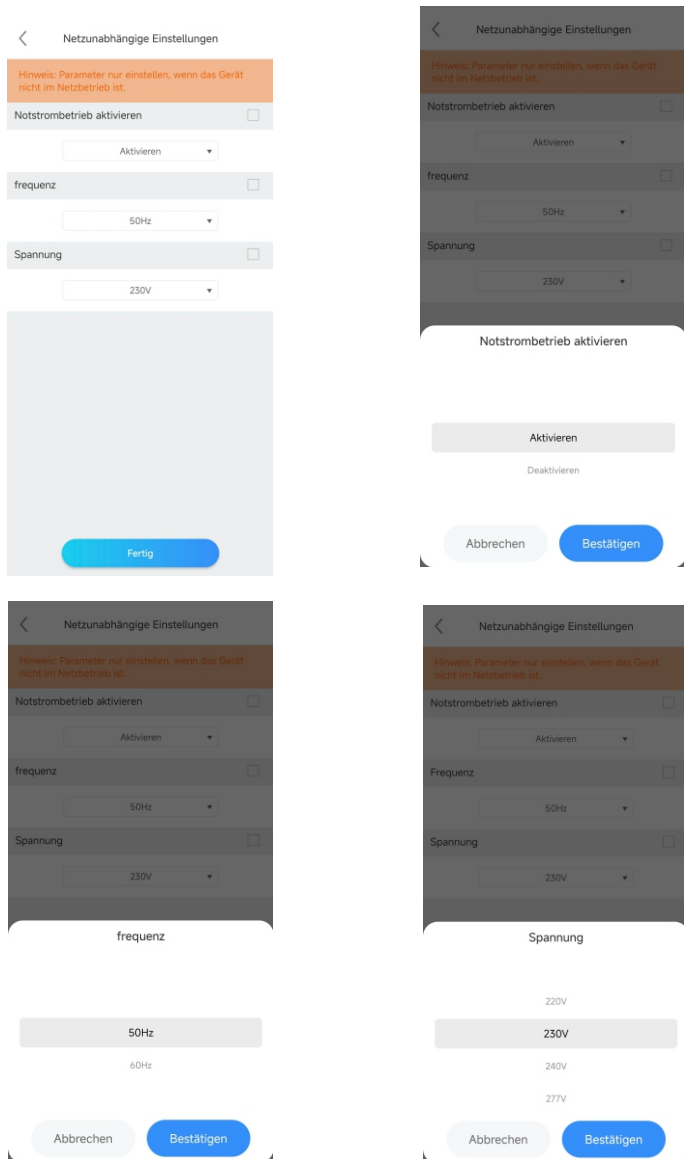 Netzunabhängige Einstellungen
Hinweis: Parameter nur einstellen, wenn das Gerät
nicht im Netzbetrieb ist.
Notstrombetrieb aktivieren
Aktivieren
frequenz
50Hz
Spannung
230V
Fertig
Netzunabhängige Einstellungen
Hinweis: Parameter nur einstellen, wenn das Gerät
nicht im Netzbetrieb ist.
Notstrombetrieb aktivieren
Aktivieren
frequenz
50Hz
Spannung
230V
Notstrombetrieb aktivieren
Aktivieren
Deaktivieren
Abbrechen
Bestätigen
Netzunabhängige Einstellungen
Hinweis: Parameter nur einstellen, wenn das Gerät
nicht im Netzbetrieb ist.
Notstrombetrieb aktivieren
Aktivieren
frequenz
50Hz
Spannung
230V
frequenz
50Hz
60Hz
Abbrechen
Bestätigen
Netzunabhängige Einstellungen
Hinweis: Parameter nur einstellen, wenn das Gerät
nicht im Netzbetrieb ist.
Notstrombetrieb aktivieren
Aktivieren
Frequenz
50Hz
Spannung
230V
Spannung
220V
230V
240V
277V
Abbrechen
Bestätigen